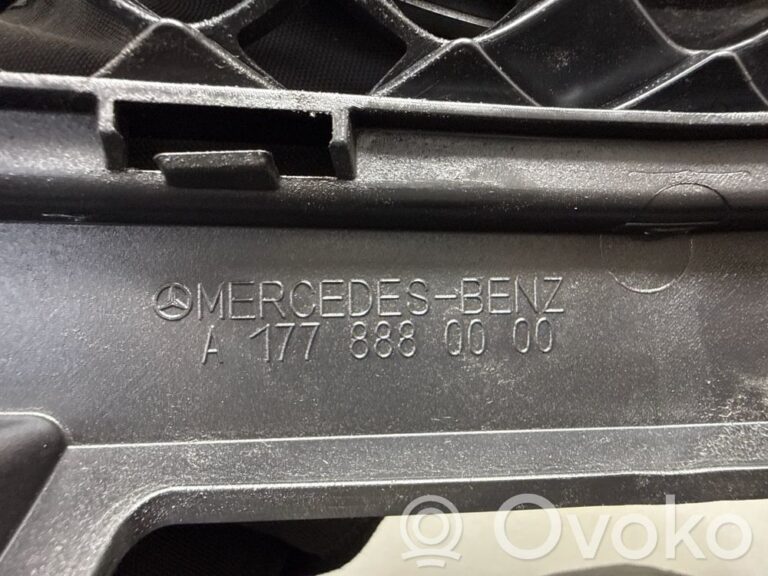 MERCEDES-BENZ
A 177 888 00 00
Ovoko